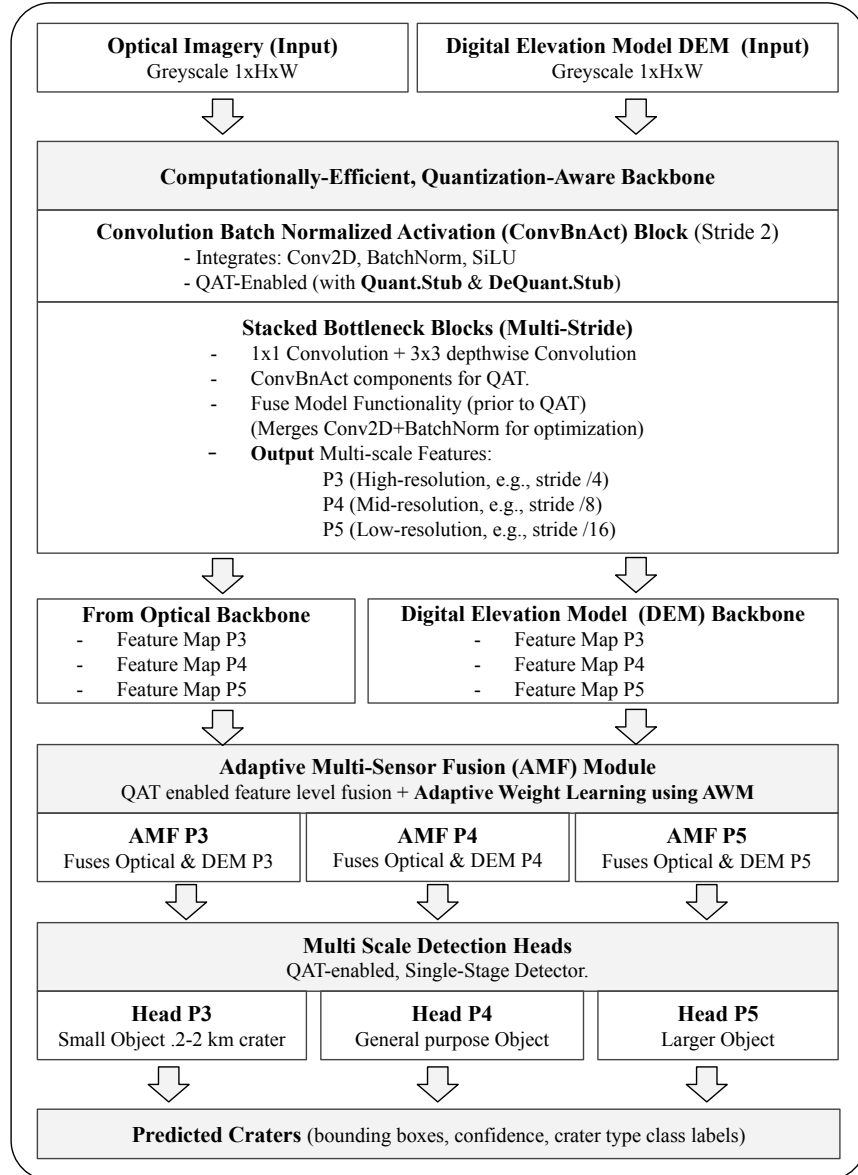 Optical Imagery (Input)
Greyscale 1xHxW
Digital Elevation Model DEM (Input)
Greyscale 1xHxW
Computationally-Efficient, Quantization-Aware Backbone
Convolution Batch Normalized Activation (ConvBnAct) Block (Stride 2)
- Integrates: Conv2D, BatchNorm, SiLU
- QAT-Enabled (with Quant.Stub & DeQuant.Stub)
Stacked Bottleneck Blocks (Multi-Stride)
- 1x1 Convolution + 3x3 depthwise Convolution
- ConvBnAct components for QAT.
- Fuse Model Functionality (prior to QAT)
(Merges Conv2D+BatchNorm for optimization)
- Output Multi-scale Features:
P3 (High-resolution, e.g., stride /4)
P4 (Mid-resolution, e.g., stride /8)
P5 (Low-resolution, e.g., stride /16)
From Optical Backbone
- Feature Map P3
- Feature Map P4
- Feature Map P5
Digital Elevation Model (DEM) Backbone
- Feature Map P3
- Feature Map P4
- Feature Map P5
Adaptive Multi-Sensor Fusion (AMF) Module
QAT enabled feature level fusion + Adaptive Weight Learning using AWM
AMF P3
Fuses Optical & DEM P3
AMF P4
Fuses Optical & DEM P4
AMF P5
Fuses Optical & DEM P5
Multi Scale Detection Heads
QAT-enabled, Single-Stage Detector.
Head P3
Small Object .2-2 km crater
Head P4
General purpose Object
Head P5
Larger Object
Predicted Craters (bounding boxes, confidence, crater type class labels)